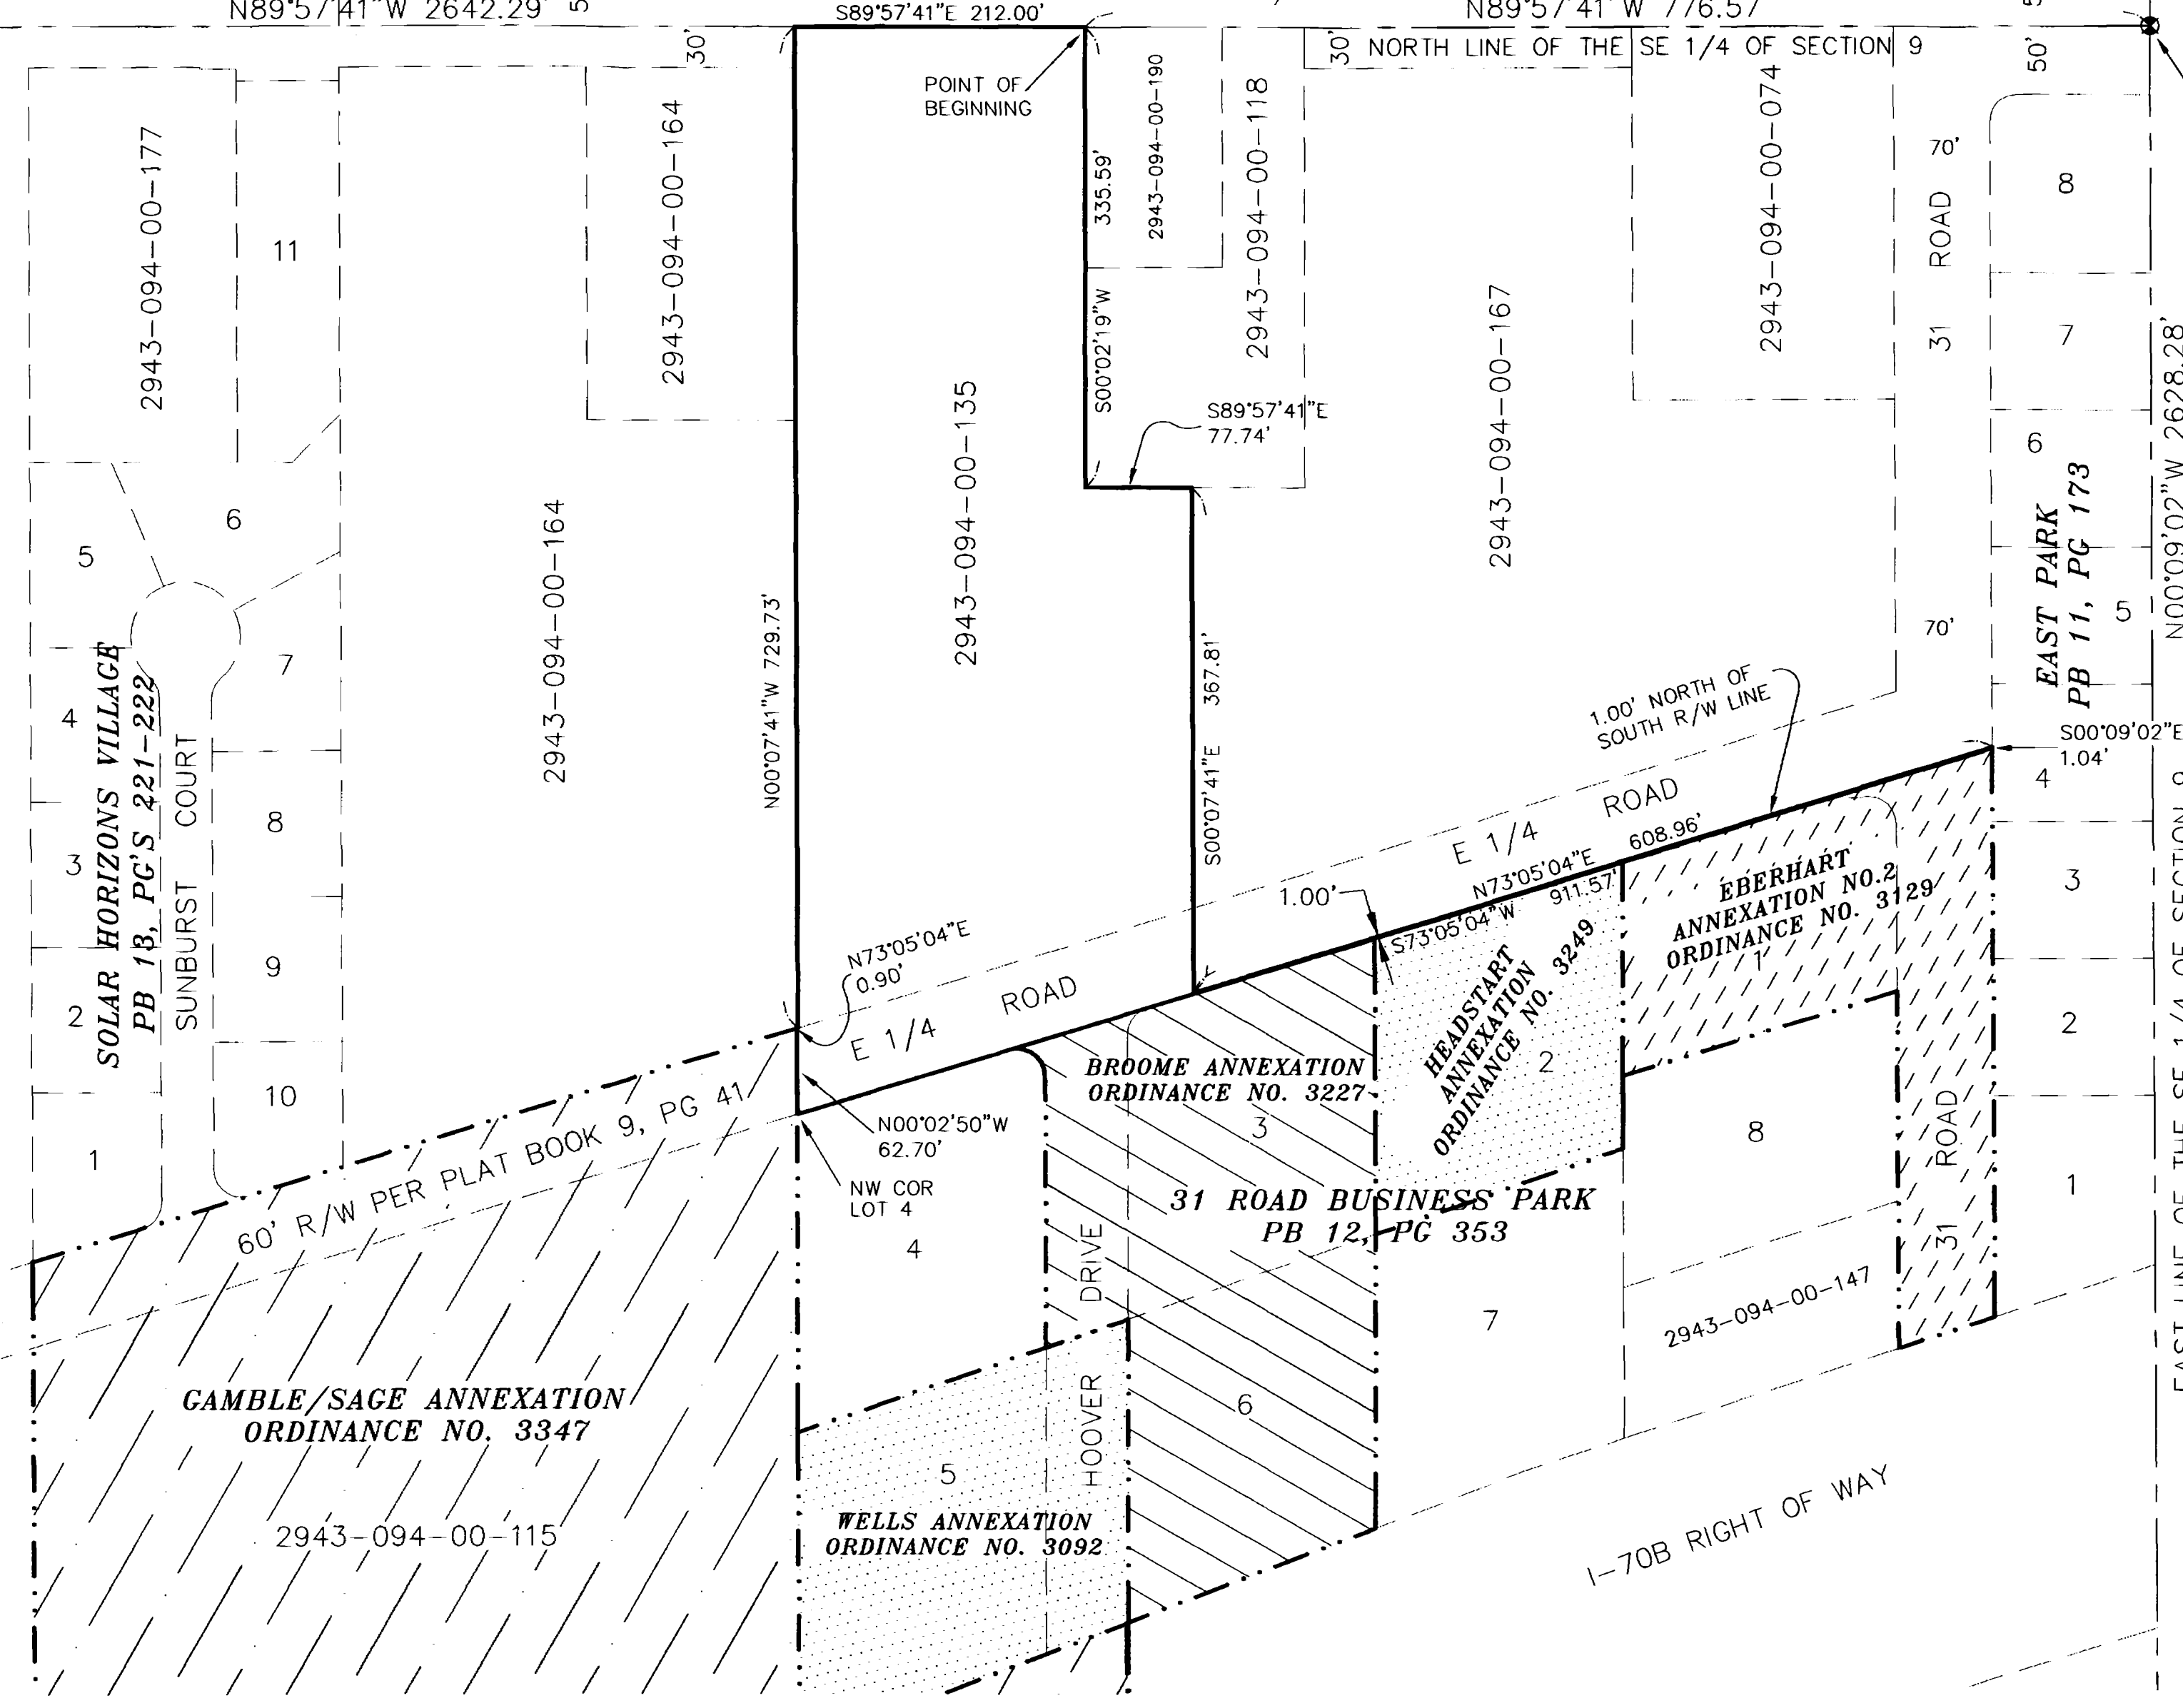 N89°57'41"W 2642.29'
S89°57'41"E 212.00'
N89°57'41"W 776.57'
NORTH LINE OF THE SE 1/4 OF SECTION 9
30'
30'
50'
POINT OF
BEGINNING
2943-094-00-177
11
2943-094-00-164
2943-094-00-190
2943-094-00-118
335.59'
S00°02'19"W
2943-094-00-074
70'
31 ROAD
8
7
6
5
N00°09'02"W 2628.28'
2943-094-00-135
S89°57'41"E
77.74'
2943-094-00-167
2943-094-00-164
5
6
7
4
3
2
1
8
9
10
SOLAR HORIZONS VILLAGE
PB 13, PG'S 221-222
SUNBURST COURT
N00°07'41"W 729.73'
S00°07'41"E 367.81'
70'
EAST PARK
PB 11, PG 173
1.00' NORTH OF
SOUTH R/W LINE
S00°09'02"E
1.04'
4
3
2
1
E 1/4 ROAD
608.96'
N73°05'04"E
911.57'
S73°05'04"W
1.00'
EBERHART
ANNEXATION NO.2
ORDINANCE NO. 3129
1
HEADSTART
ANNEXATION
ORDINANCE NO. 3249
2
N73°05'04"E
0.90'
E 1/4 ROAD
BROOME ANNEXATION
ORDINANCE NO. 3227
3
N00°02'50"W
62.70'
NW COR
LOT 4
4
60' R/W PER PLAT BOOK 9, PG 41
31 ROAD BUSINESS PARK
PB 12, PG 353
8
31 ROAD
HOOVER DRIVE
7
2943-094-00-147
6
GAMBLE/SAGE ANNEXATION
ORDINANCE NO. 3347
2943-094-00-115
5
WELLS ANNEXATION
ORDINANCE NO. 3092
I-70B RIGHT OF WAY
EAST LINE OF THE SE 1/4 OF SECTION 9